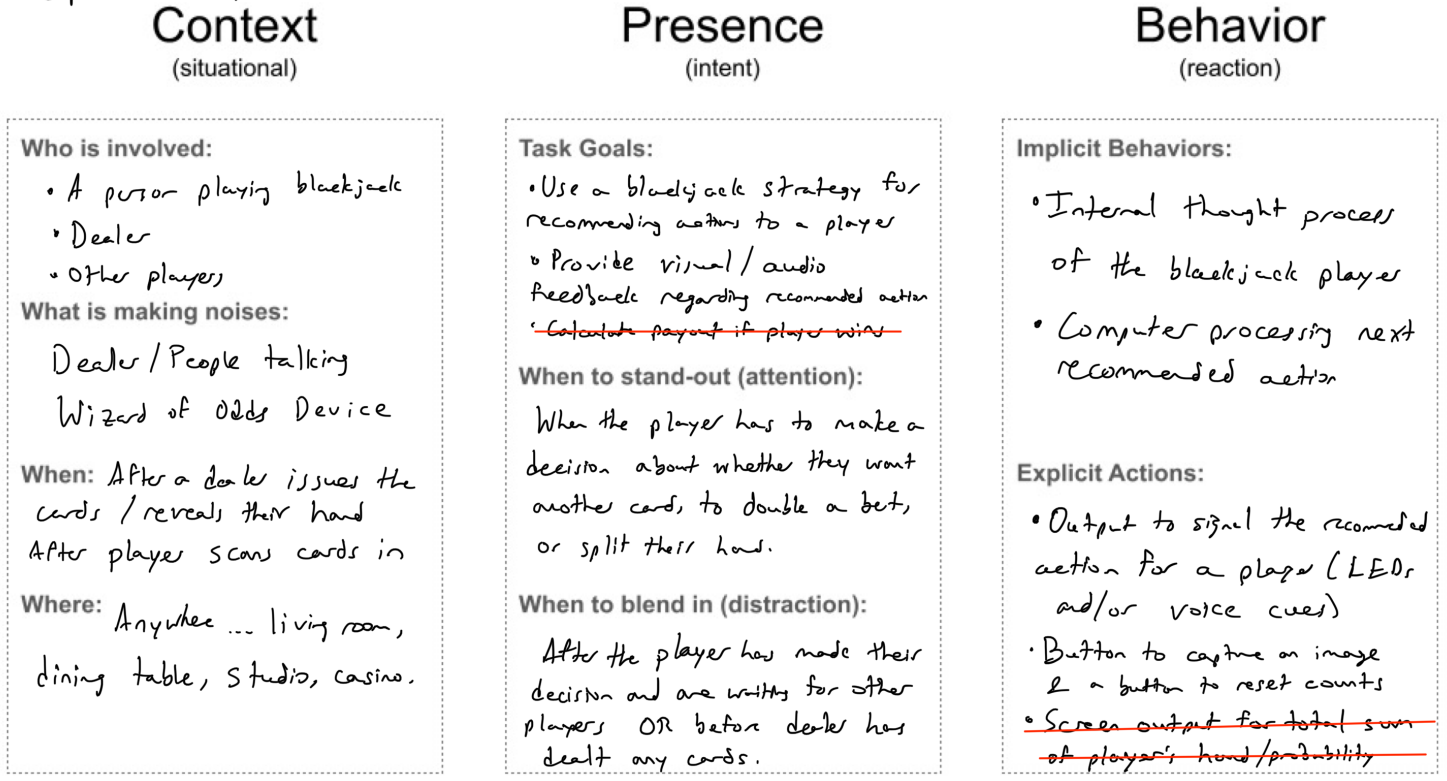 Context
(situational)
Who is involved:
• A person playing blackjack
• Dealer
• Other players
What is making noises:
Dealer / People talking
Wizard of Odds Device
When: After a dealer issues the
cards / reveals their hand
After player scans cards in
Where: Anywhere ... living room,
dining table, studio, casino.
Presence
(intent)
Task Goals:
• Use a blackjack strategy for
recommending actions to a player
• Provide visual / audio
feedback regarding recommended action
• Calculate payout if player wins
When to stand-out (attention):
When the player has to make a
decision about whether they want
another card, to double a bet,
or split their hand.
When to blend in (distraction):
After the player has made their
decision and are waiting for other
players OR before dealer has
dealt any cards.
Behavior
(reaction)
Implicit Behaviors:
• Internal thought process
of the blackjack player
• Computer processing next
recommended action
Explicit Actions:
• Output to signal the recommended
action for a player (LEDs
and/or voice cues)
• Button to capture an image
& a button to reset counts
• Screen output for total sum
of player's hand/probability